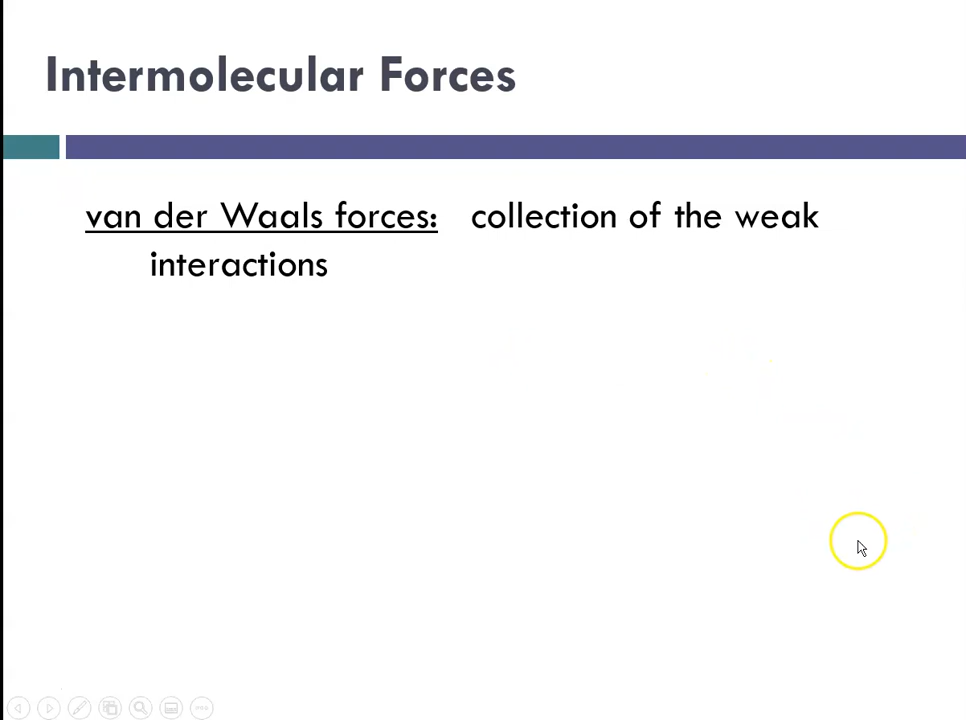 Intermolecular Forces
van der Waals forces: collection of the weak
interactions